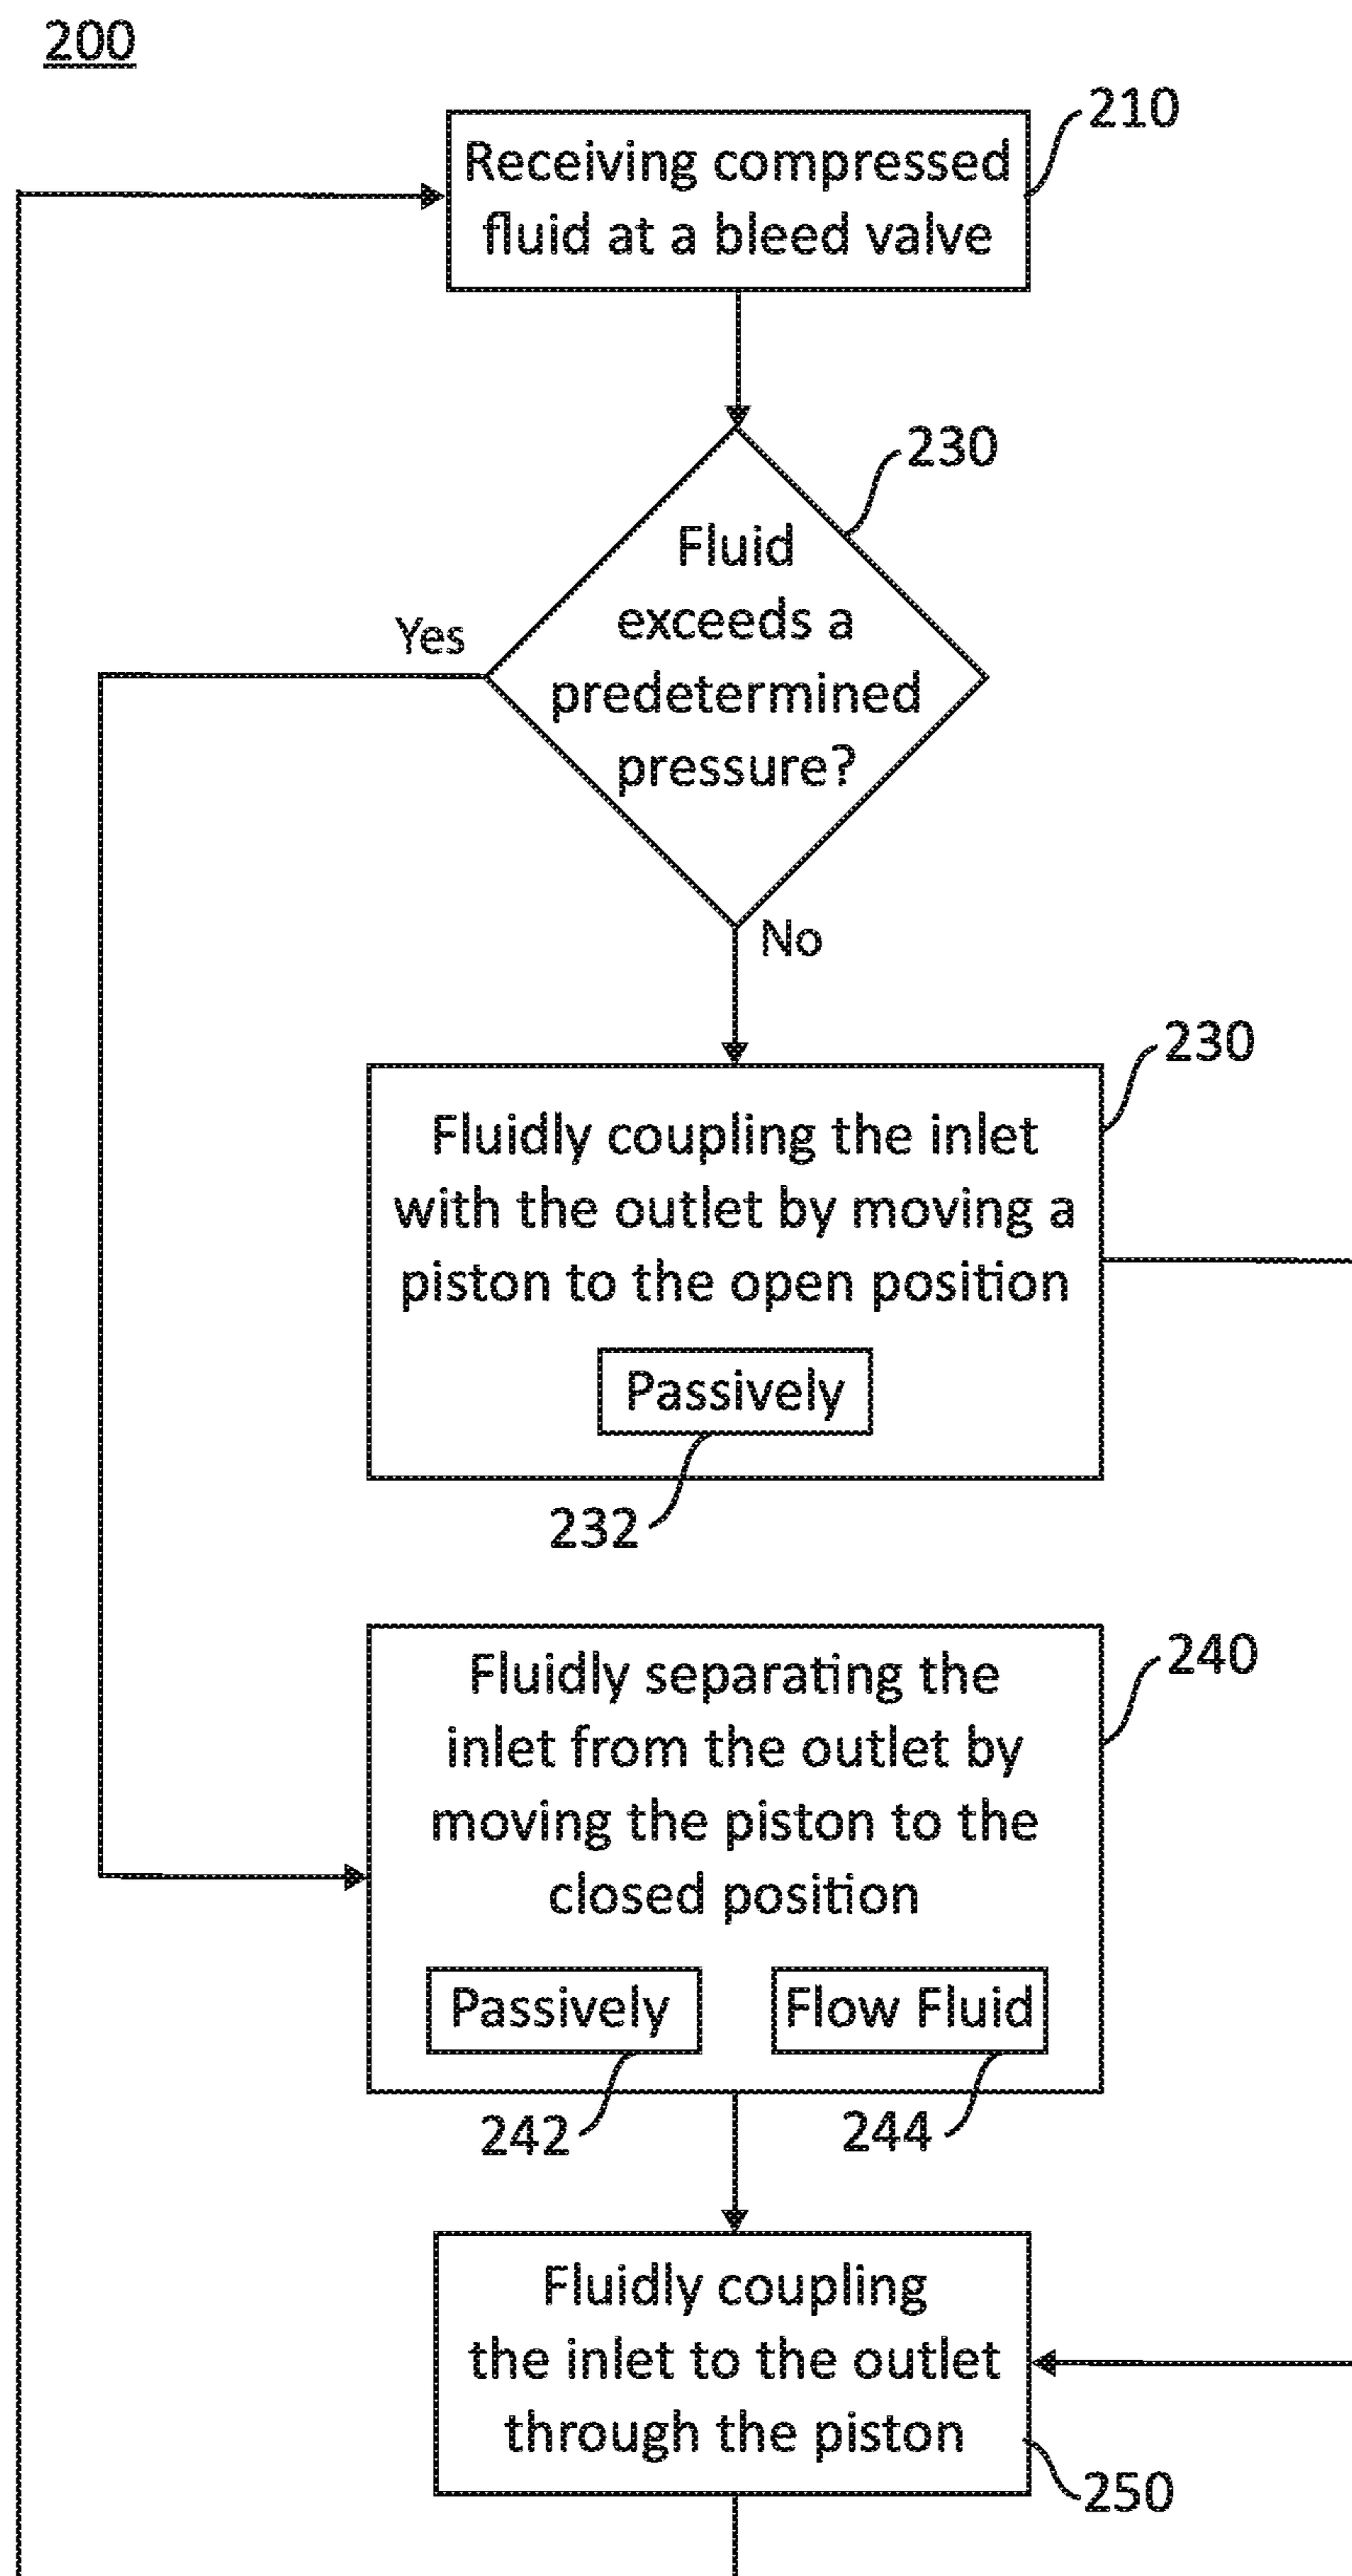 200
210
Receiving compressed
fluid at a bleed valve
230
Fluid
exceeds a
predetermined
pressure?
Yes
No
230
Fluidly coupling the inlet
with the outlet by moving a
piston to the open position
Passively
232
240
Fluidly separating the
inlet from the outlet by
moving the piston to the
closed position
Passively
Flow Fluid
242
244
Fluidly coupling
the inlet to the outlet
through the piston
250